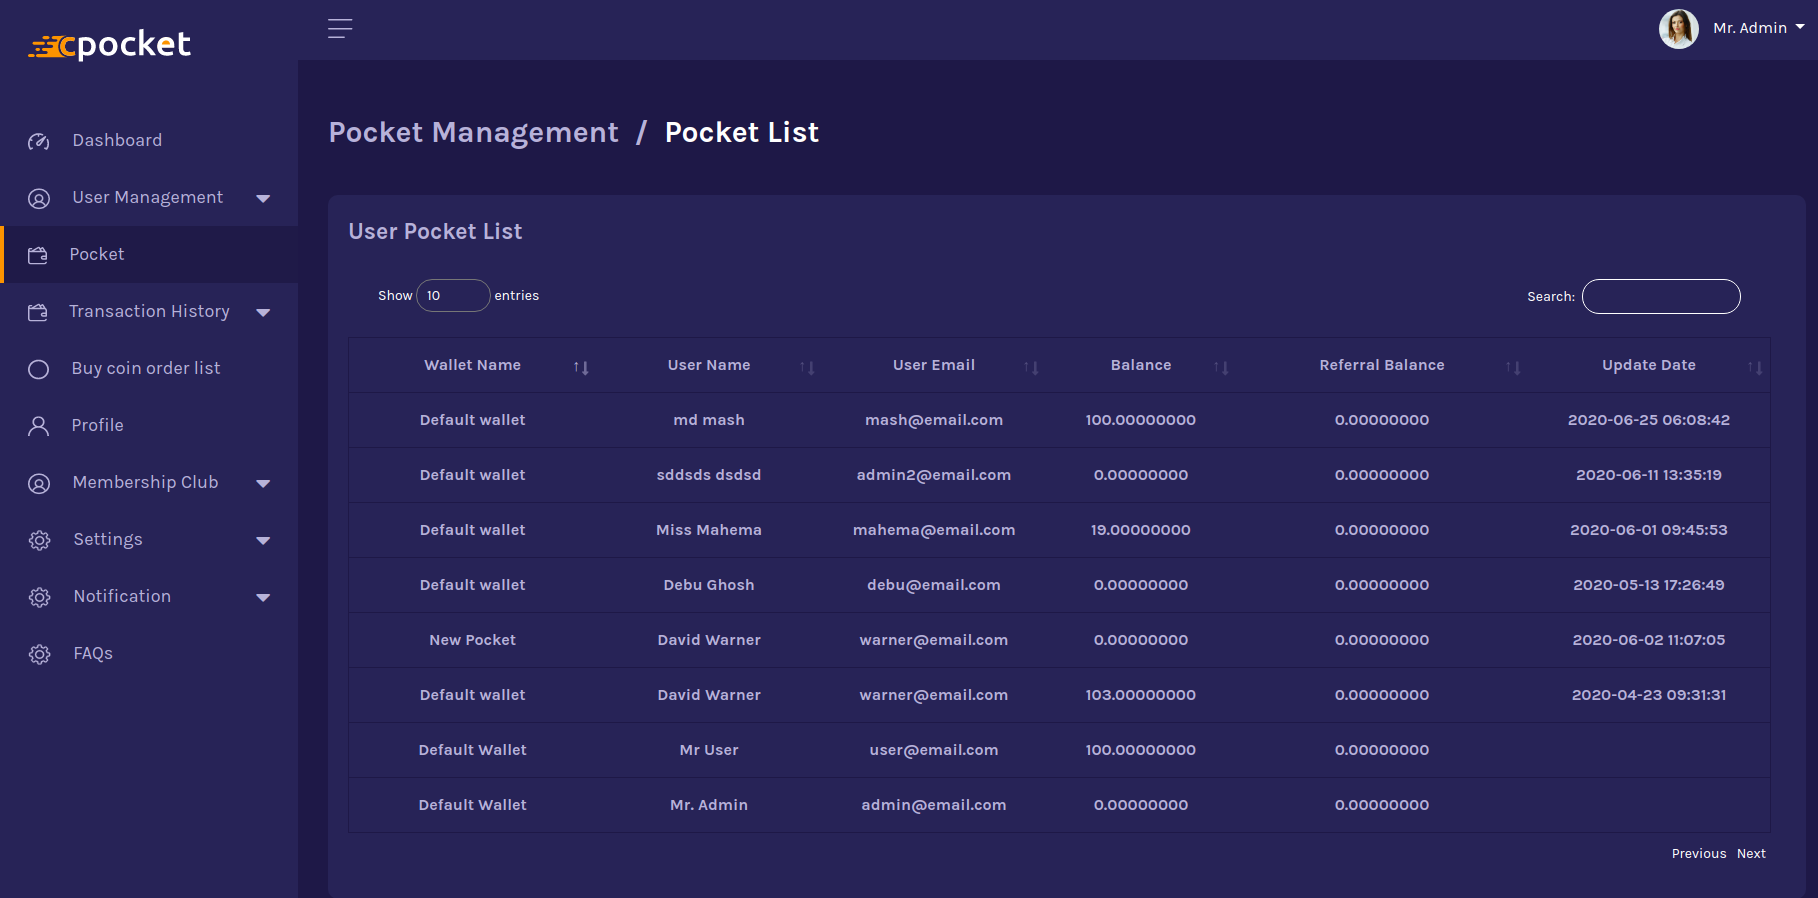 cpocket
Mr. Admin
Dashboard
User Management
Pocket
Transaction History
Buy coin order list
Profile
Membership Club
Settings
Notification
FAQs
Pocket Management / Pocket List
User Pocket List
Show 10 entries
Search:
Wallet Name User Name User Email Balance Referral Balance Update Date
Default wallet md mash mash@email.com 100.00000000 0.00000000 2020-06-25 06:08:42
Default wallet sddsds dsdsd admin2@email.com 0.00000000 0.00000000 2020-06-11 13:35:19
Default wallet Miss Mahema mahema@email.com 19.00000000 0.00000000 2020-06-01 09:45:53
Default wallet Debu Ghosh debu@email.com 0.00000000 0.00000000 2020-05-13 17:26:49
New Pocket David Warner warner@email.com 0.00000000 0.00000000 2020-06-02 11:07:05
Default wallet David Warner warner@email.com 103.00000000 0.00000000 2020-04-23 09:31:31
Default Wallet Mr User user@email.com 100.00000000 0.00000000
Default Wallet Mr. Admin admin@email.com 0.00000000 0.00000000
Previous Next